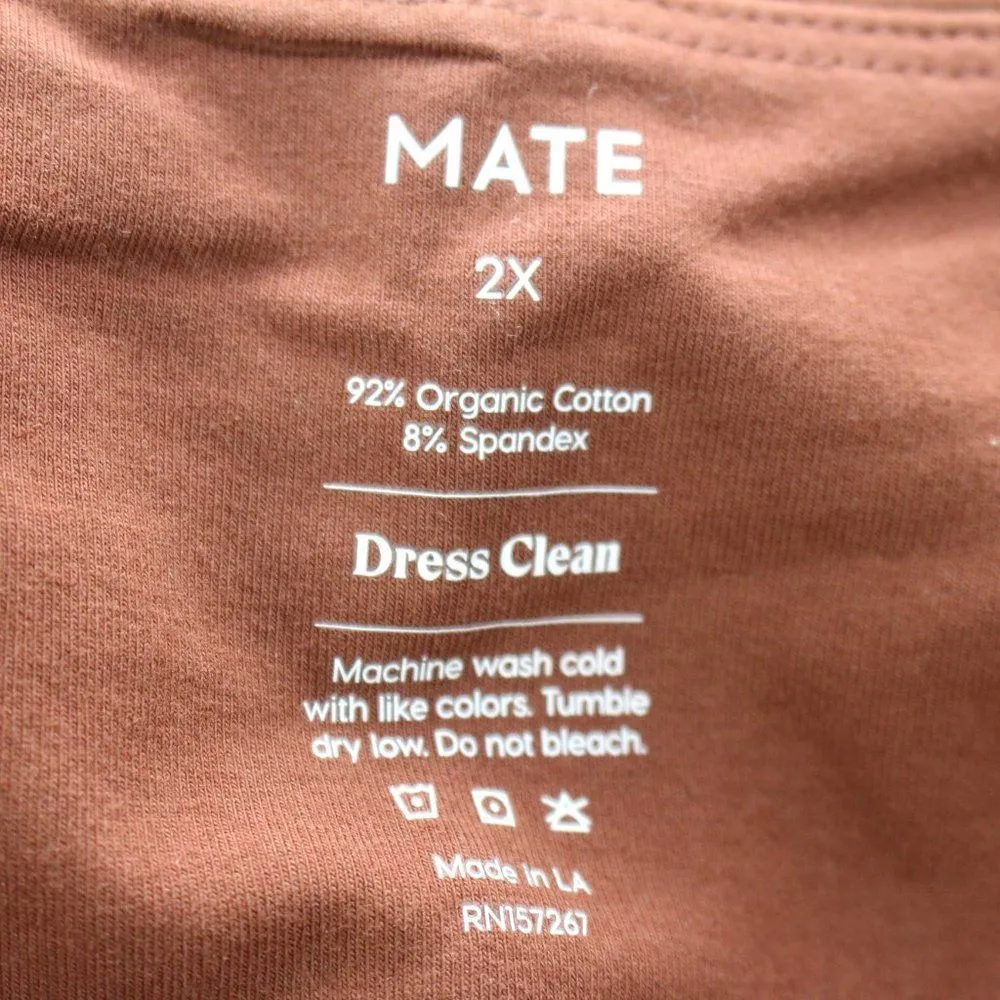 MATE
2X
92% Organic Cotton
8% Spandex
Dress Clean
Machine wash cold
with like colors. Tumble
dry low. Do not bleach.
Made in LA
RN157261